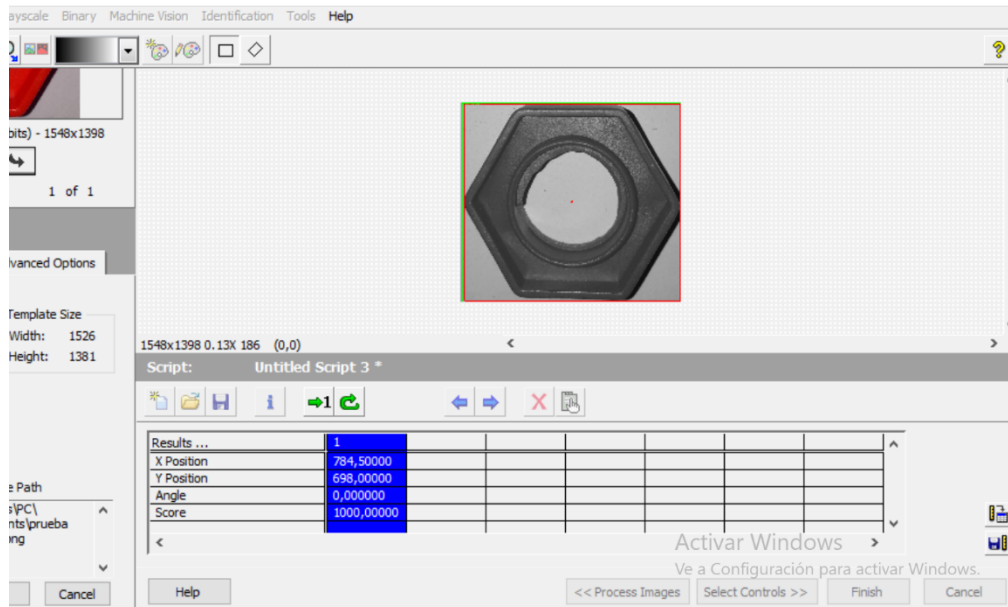 ayscale Binary Machine Vision Identification Tools Help
bits) - 1548x1398
1 of 1
lvanced Options
Template Size
Width: 1526
Height: 1381
1548x1398 0.13X 186 (0,0)
Script: Untitled Script 3 *
1
Results ... 1
X Position 784,50000
Y Position 698,00000
Angle 0,000000
Score 1000,00000
e Path
s\PC\
nts\prueba
ong
Activar Windows
Ve a Configuración para activar Windows.
Cancel Help << Process Images Select Controls >> Finish Cancel